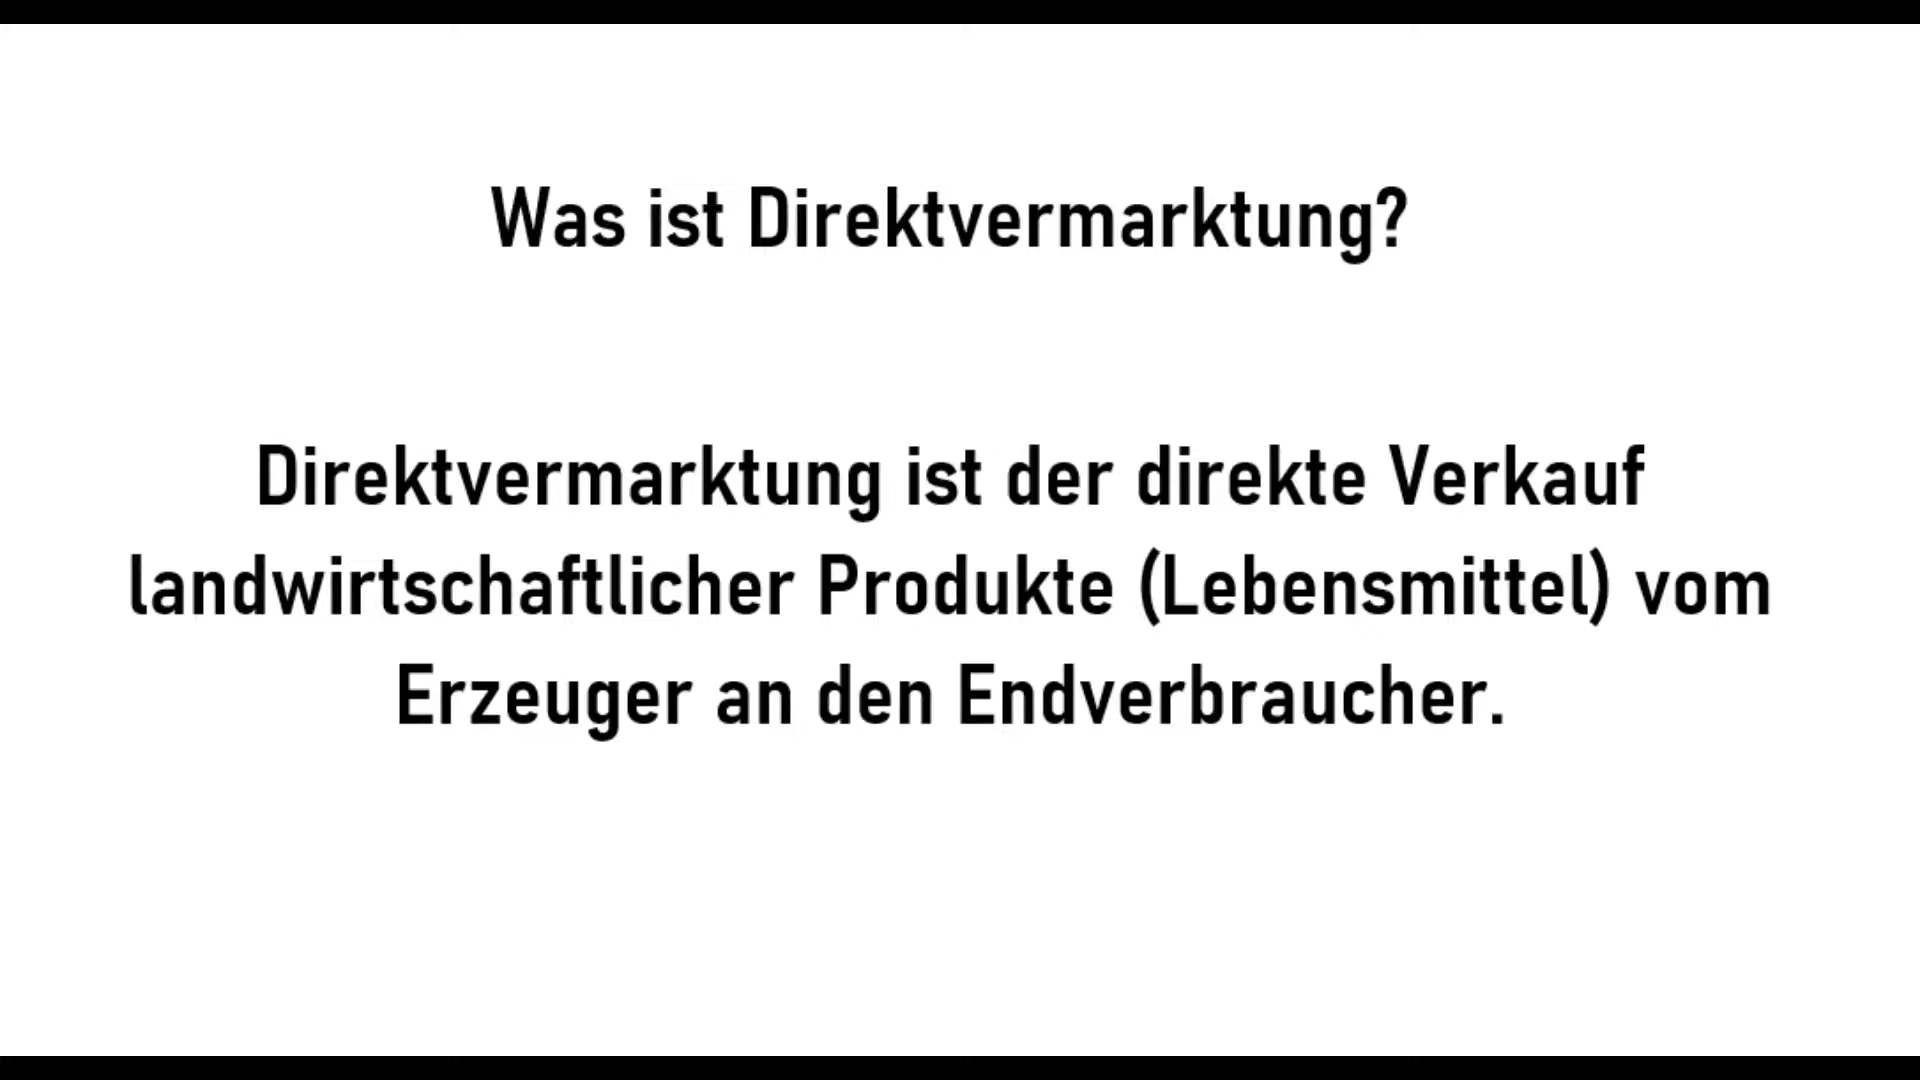 Was ist Direktvermarktung?
Direktvermarktung ist der direkte Verkauf
landwirtschaftlicher Produkte (Lebensmittel) vom
Erzeuger an den Endverbraucher.